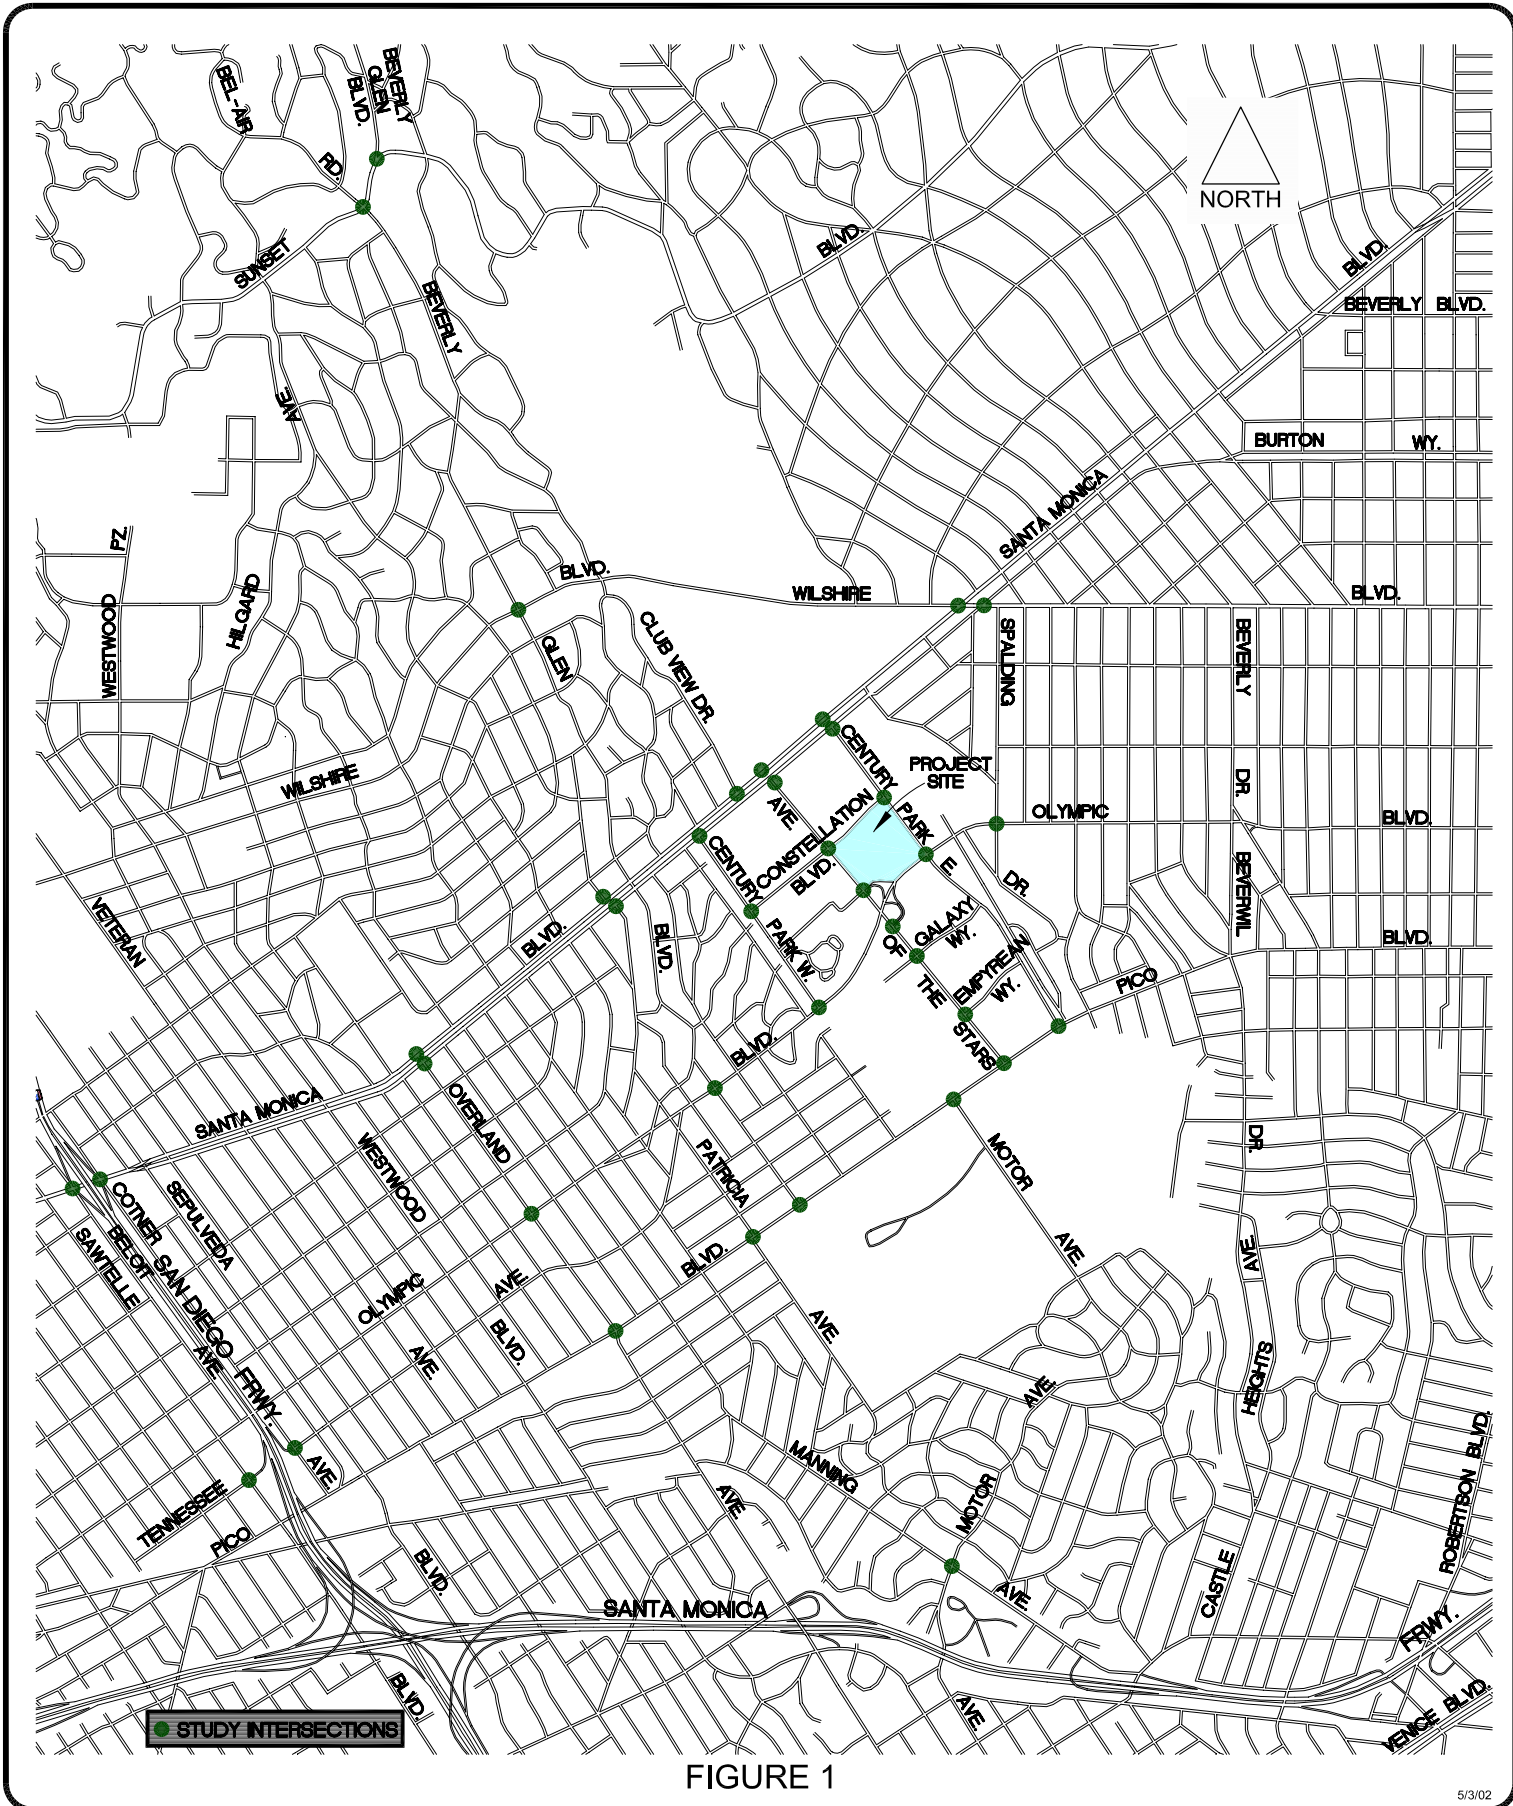 BEL-AIR
RD.
BEVERLY
GLEN
BLVD.
NORTH
SUNSET
BLVD.
BLVD.
BEVERLY
BEVERLY BLVD.
AVE.
BURTON WY.
SANTA MONICA
PZ.
WESTWOOD
HILGARD
BLVD.
WILSHIRE
BLVD.
GLEN
CLUB VIEW DR.
SPALDING
BEVERLY
DR.
WILSHIRE
CENTURY
PARK
E
PROJECT
SITE
AVE.
CONSTELLATION
BLVD.
OLYMPIC
BLVD.
CENTURY
PARK W.
DR.
BEVERWIL
BLVD.
VETERAN
BLVD.
BLVD.
OF
THE
STARS
GALAXY
WY.
EMPYREAN
WY.
PICO
BLVD.
SANTA MONICA
OVERLAND
WESTWOOD
PATRICIA
MOTOR
DR.
COTNER
BELOIT
SAWTELLE
SEPULVEDA
SAN DIEGO FRWY.
AVE.
OLYMPIC
AVE.
BLVD.
AVE.
BLVD.
AVE.
AVE.
AVE.
HEIGHTS
AVE.
ROBERTSON BLVD.
TENNESSEE
AVE.
PICO
MANNING
MOTOR
AVE.
BLVD.
CASTLE
AVE.
SANTA MONICA
FRWY.
BLVD.
AVE.
VENICE BLVD.
STUDY INTERSECTIONS
FIGURE 1
5/3/02